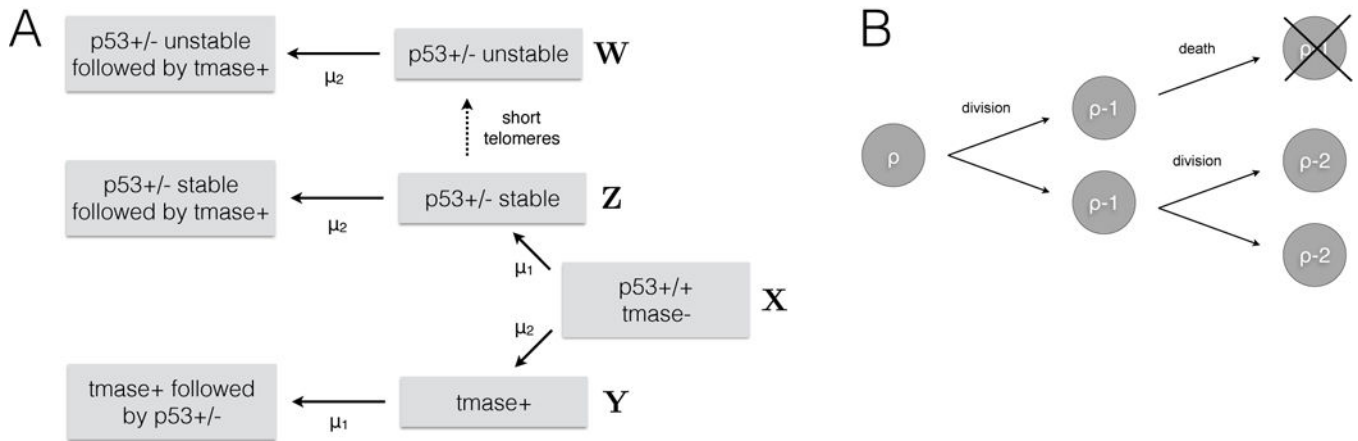 A
p53+/- unstable
followed by tmase+
μ₂
p53+/- unstable
W
short
telomeres
p53+/- stable
followed by tmase+
μ₂
p53+/- stable
Z
μ₁
p53+/+
tmase-
X
μ₂
tmase+ followed
by p53+/-
μ₁
tmase+
Y
B
ρ
division
ρ-1
ρ-1
death
ρ-1
division
ρ-2
ρ-2